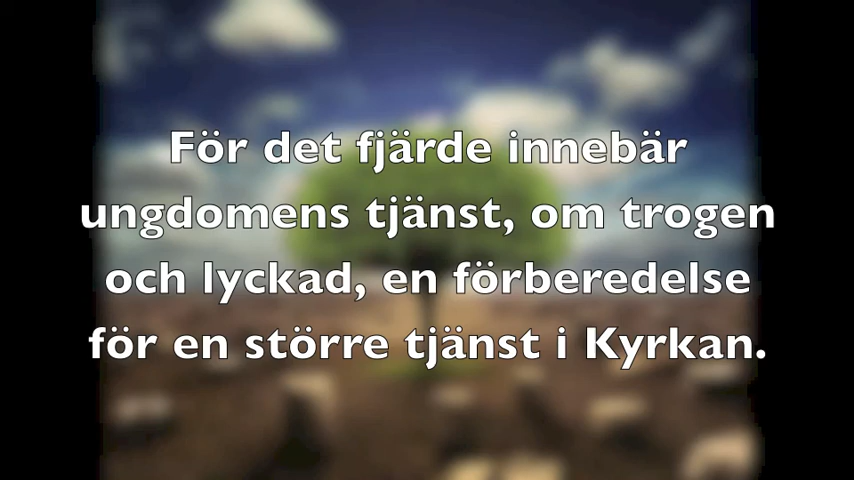 För det fjärde innebär
ungdomens tjänst, om trogen
och lyckad, en förberedelse
för en större tjänst i Kyrkan.